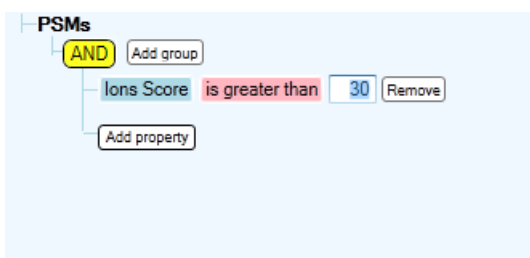 PSMs
AND Add group
Ions Score is greater than 30 Remove
Add property